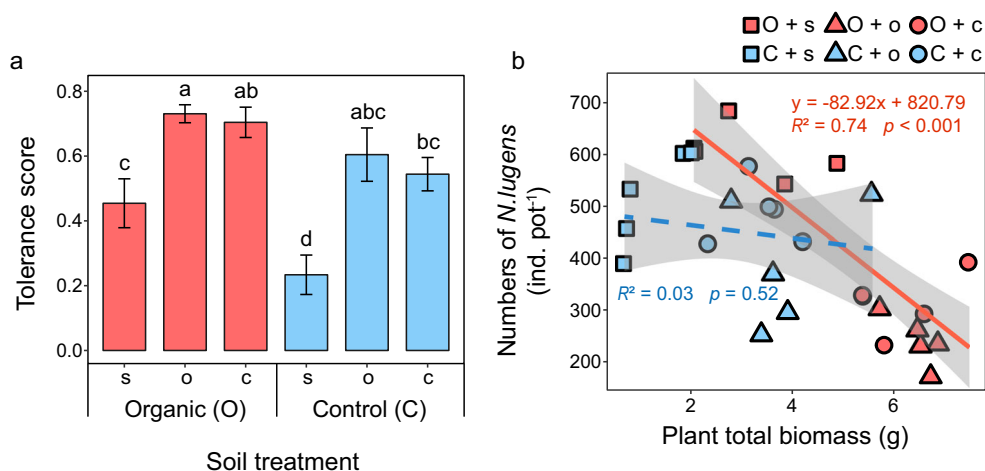 O + s O + o O + c
C + s C + o C + c
a
b
Tolerance score
0.8
0.6
0.4
0.2
0.0
c
a
ab
d
abc
bc
s o c s o c
Organic (O) Control (C)
Soil treatment
Numbers of N.lugens
(ind. pot⁻¹)
700
600
500
400
300
200
y = -82.92x + 820.79
R² = 0.74 p < 0.001
R² = 0.03 p = 0.52
2 4 6
Plant total biomass (g)